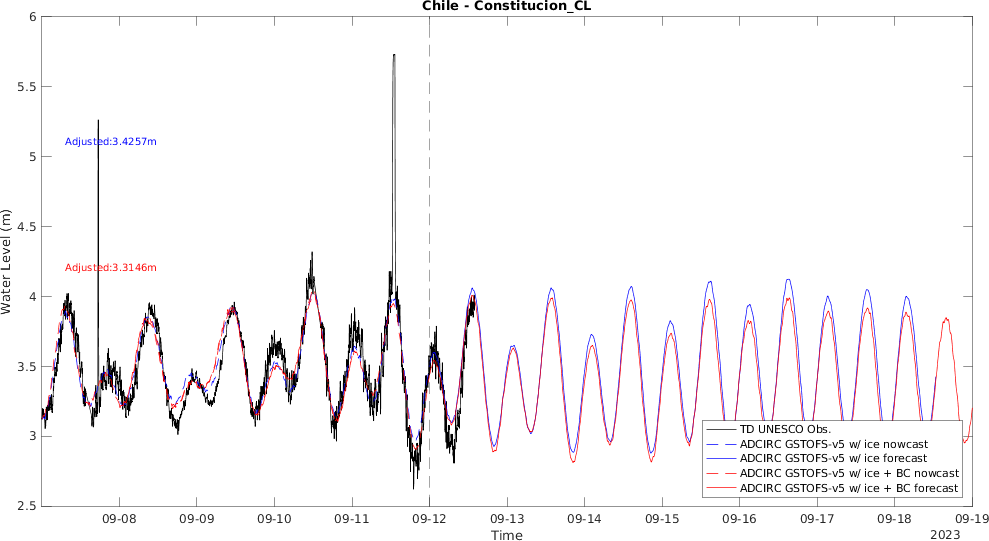 Chile - Constitucion_CL
6
5.5
5
4.5
4
3.5
3
2.5
Water Level (m)
Adjusted:3.4257m
Adjusted:3.3146m
TD UNESCO Obs.
ADCIRC GSTOFS-v5 w/ ice nowcast
ADCIRC GSTOFS-v5 w/ ice forecast
ADCIRC GSTOFS-v5 w/ ice + BC nowcast
ADCIRC GSTOFS-v5 w/ ice + BC forecast
09-08 09-09 09-10 09-11 09-12 09-13 09-14 09-15 09-16 09-17 09-18 09-19
Time
2023